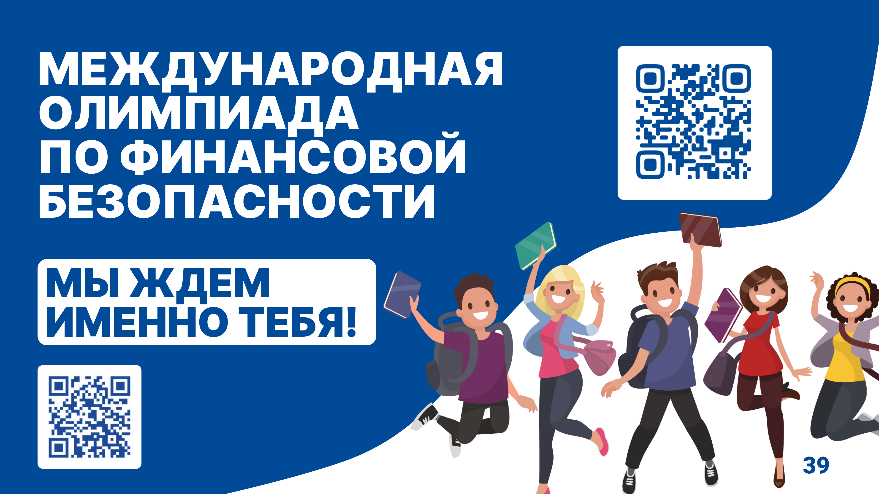 МЕЖДУНАРОДНАЯ
ОЛИМПИАДА
ПО ФИНАНСОВОЙ
БЕЗОПАСНОСТИ
МЫ ЖДЕМ
ИМЕННО ТЕБЯ!
39